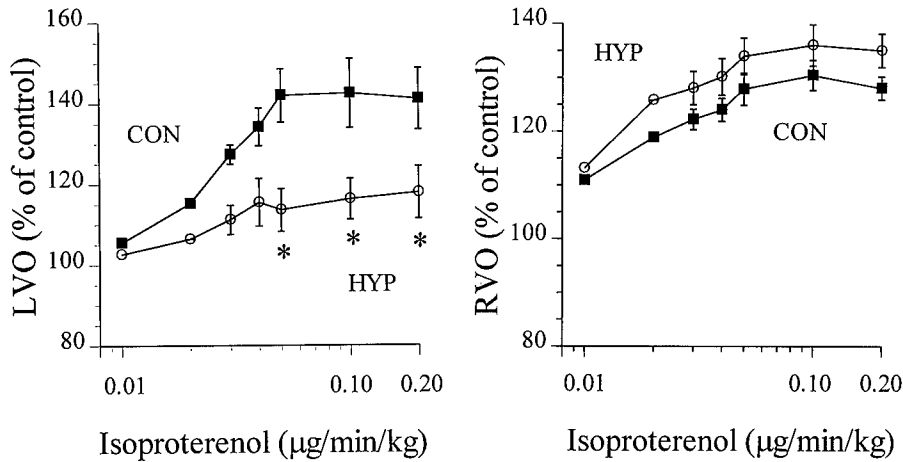 160
140
120
100
80
LVO (% of control)
CON
HYP
* * *
0.01 0.10 0.20
Isoproterenol (μg/min/kg)
140
120
100
80
RVO (% of control)
HYP
CON
0.01 0.10 0.20
Isoproterenol (μg/min/kg)